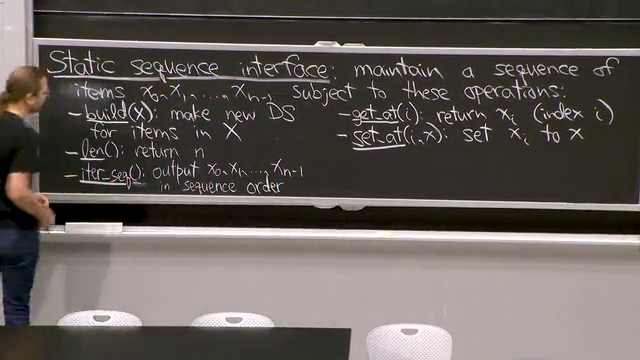 Static sequence interface: maintain a sequence of
items x₀, x₁, ..., xₙ₋₁ subject to these operations:
- build(X): make new DS
for items in X
- len(): return n
- iter_seq(): output x₀, x₁, ..., xₙ₋₁
in sequence order
- get_at(i): return xᵢ (index i)
- set_at(i, x): set xᵢ to x